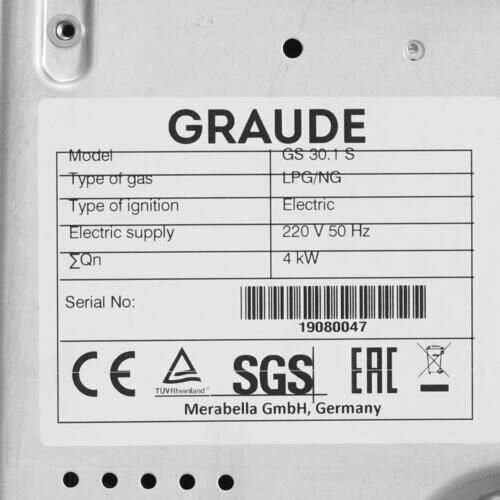 GRAUDE
Model GS 30.1 S
Type of gas LPG/NG
Type of ignition Electric
Electric supply 220 V 50 Hz
∑Qn 4 kW
Serial No:
19080047
CE TÜVRheinland® SGS EAC
Merabella GmbH, Germany